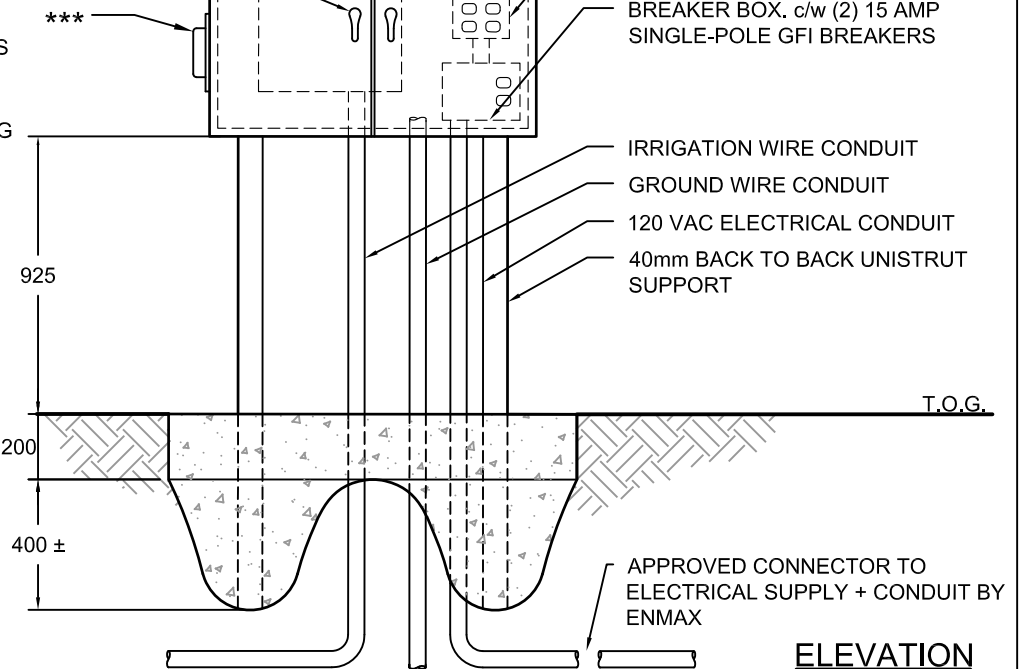 ***
S
G
BREAKER BOX. c/w (2) 15 AMP
SINGLE-POLE GFI BREAKERS
IRRIGATION WIRE CONDUIT
GROUND WIRE CONDUIT
120 VAC ELECTRICAL CONDUIT
40mm BACK TO BACK UNISTRUT
SUPPORT
925
T.O.G.
200
400 ±
APPROVED CONNECTOR TO
ELECTRICAL SUPPLY + CONDUIT BY
ENMAX
ELEVATION